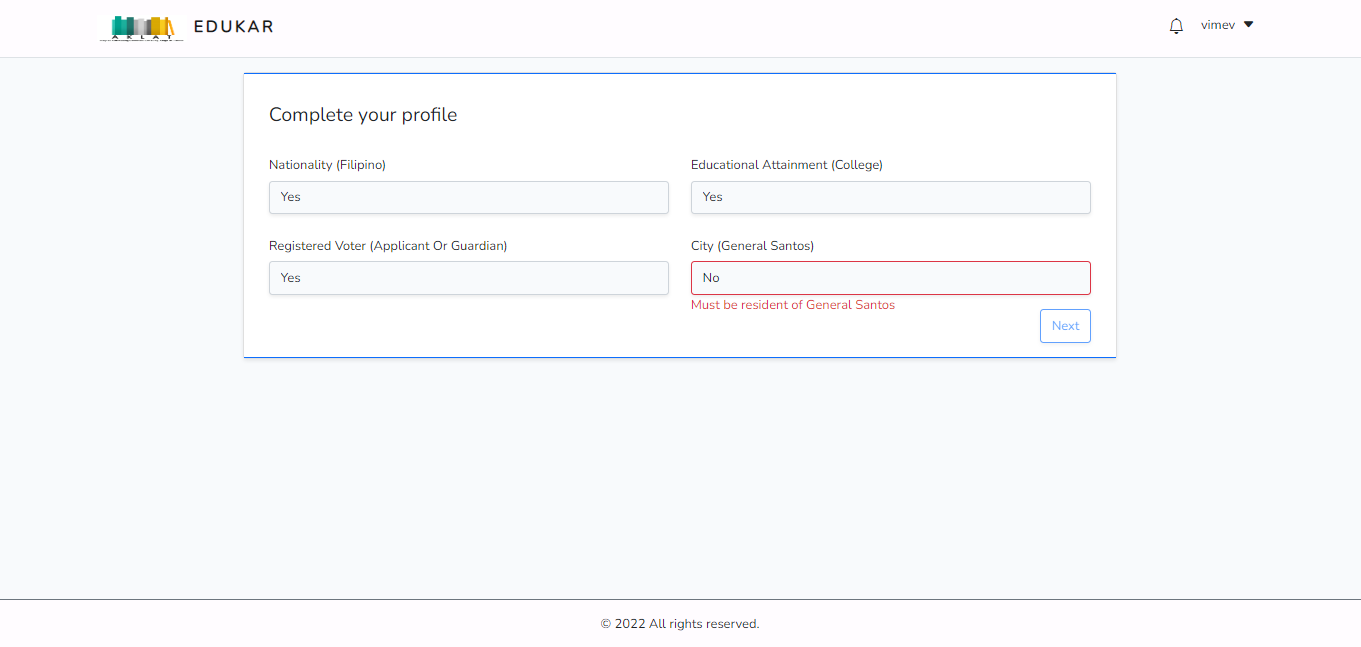 AKLAT
EDUKAR
vimev
Complete your profile
Nationality (Filipino)
Educational Attainment (College)
Yes
Yes
Registered Voter (Applicant Or Guardian)
City (General Santos)
Yes
No
Must be resident of General Santos
Next
© 2022 All rights reserved.